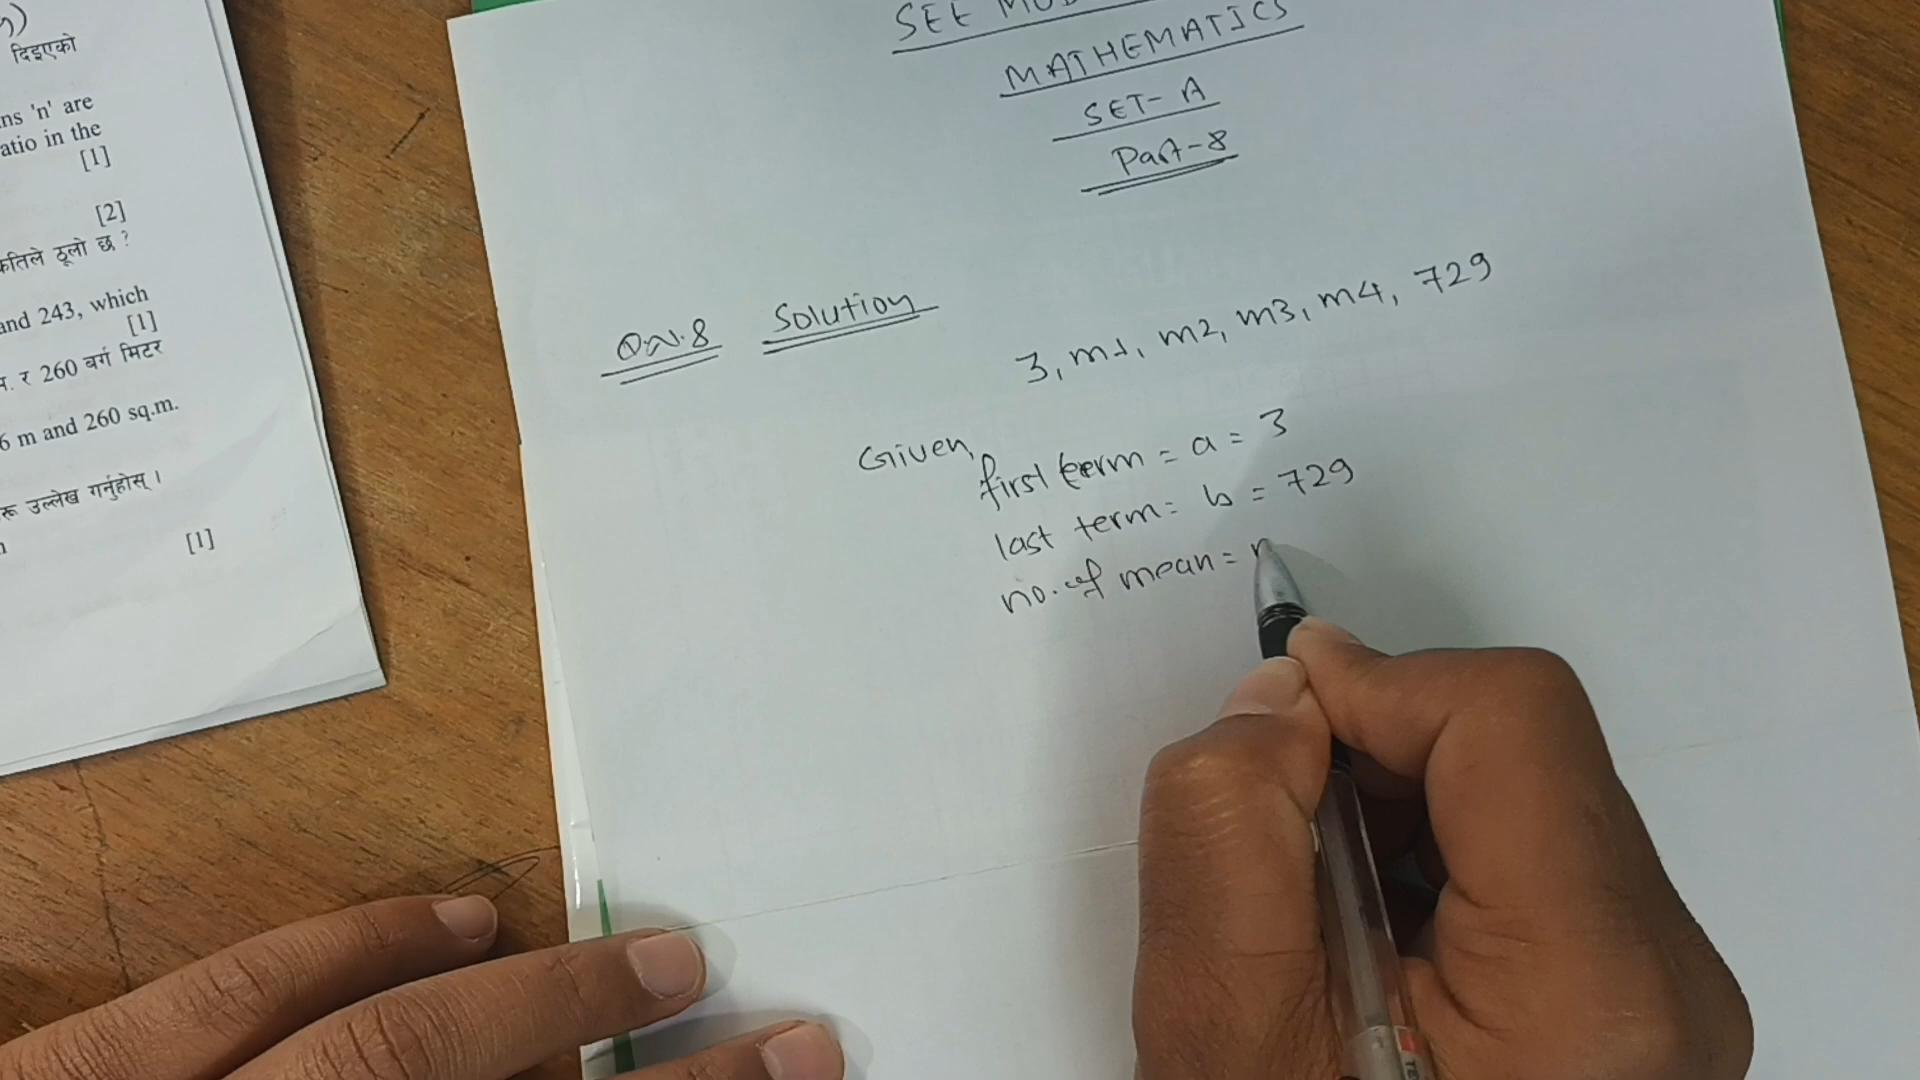 दिइएको
ns 'n' are
atio in the
[1]
[2]
कतिले ठूलो छ ?
and 243, which
[1]
र 260 वर्ग मिटर
6 m and 260 sq.m.
उल्लेख गर्नुहोस् ।
[1]
SEE
MATHEMATICS
SET- A
Part-8
Q.N.8 Solution
3, m1, m2, m3, m4, 729
Given,
first term = a = 3
last term = b = 729
no. of mean = n